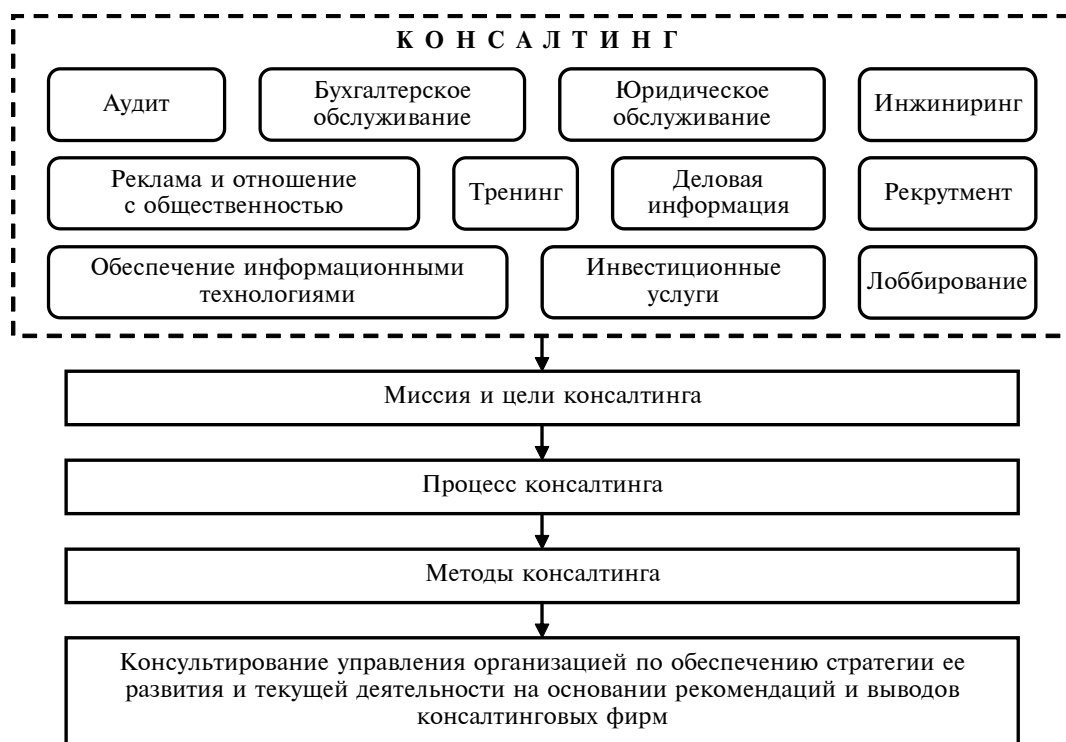 КОНСАЛТИНГ
Аудит
Бухгалтерское
обслуживание
Юридическое
обслуживание
Инжиниринг
Реклама и отношение
с общественностью
Тренинг
Деловая
информация
Рекрутмент
Обеспечение информационными
технологиями
Инвестиционные
услуги
Лоббирование
Миссия и цели консалтинга
Процесс консалтинга
Методы консалтинга
Консультирование управления организацией по обеспечению стратегии ее
развития и текущей деятельности на основании рекомендаций и выводов
консалтинговых фирм